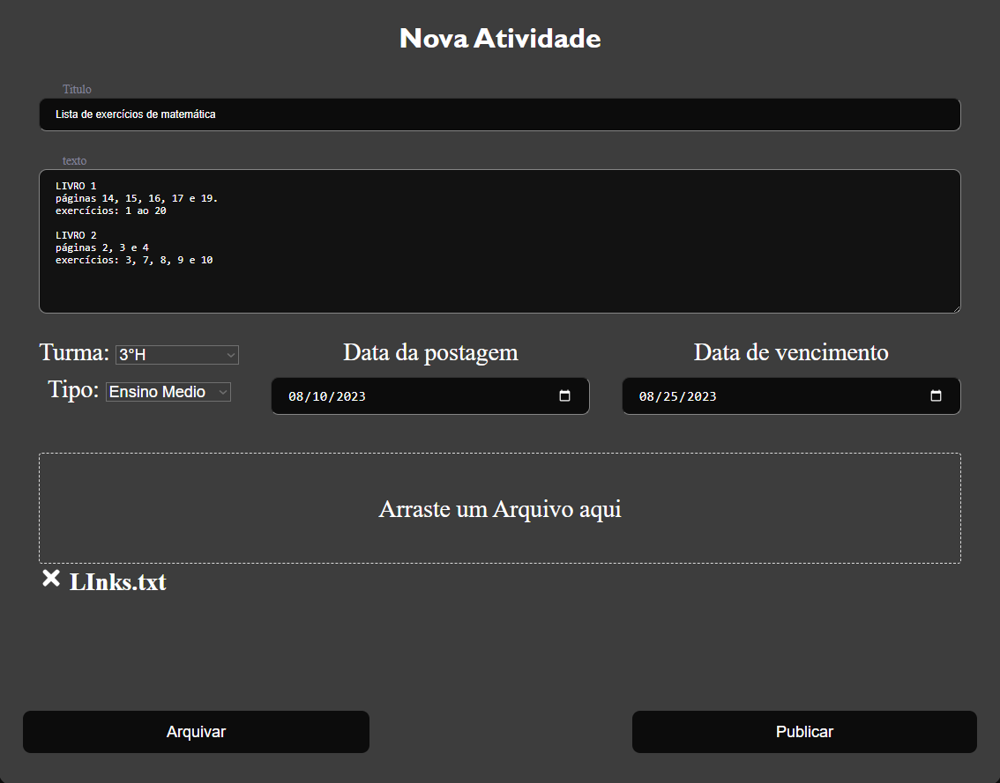 Nova Atividade
Titulo
Lista de exercícios de matemática
texto
LIVRO 1
páginas 14, 15, 16, 17 e 19.
exercícios: 1 ao 20
LIVRO 2
páginas 2, 3 e 4
exercícios: 3, 7, 8, 9 e 10
Turma: 3°H
Tipo: Ensino Medio
Data da postagem
08/10/2023
Data de vencimento
08/25/2023
Arraste um Arquivo aqui
LInks.txt
Arquivar
Publicar